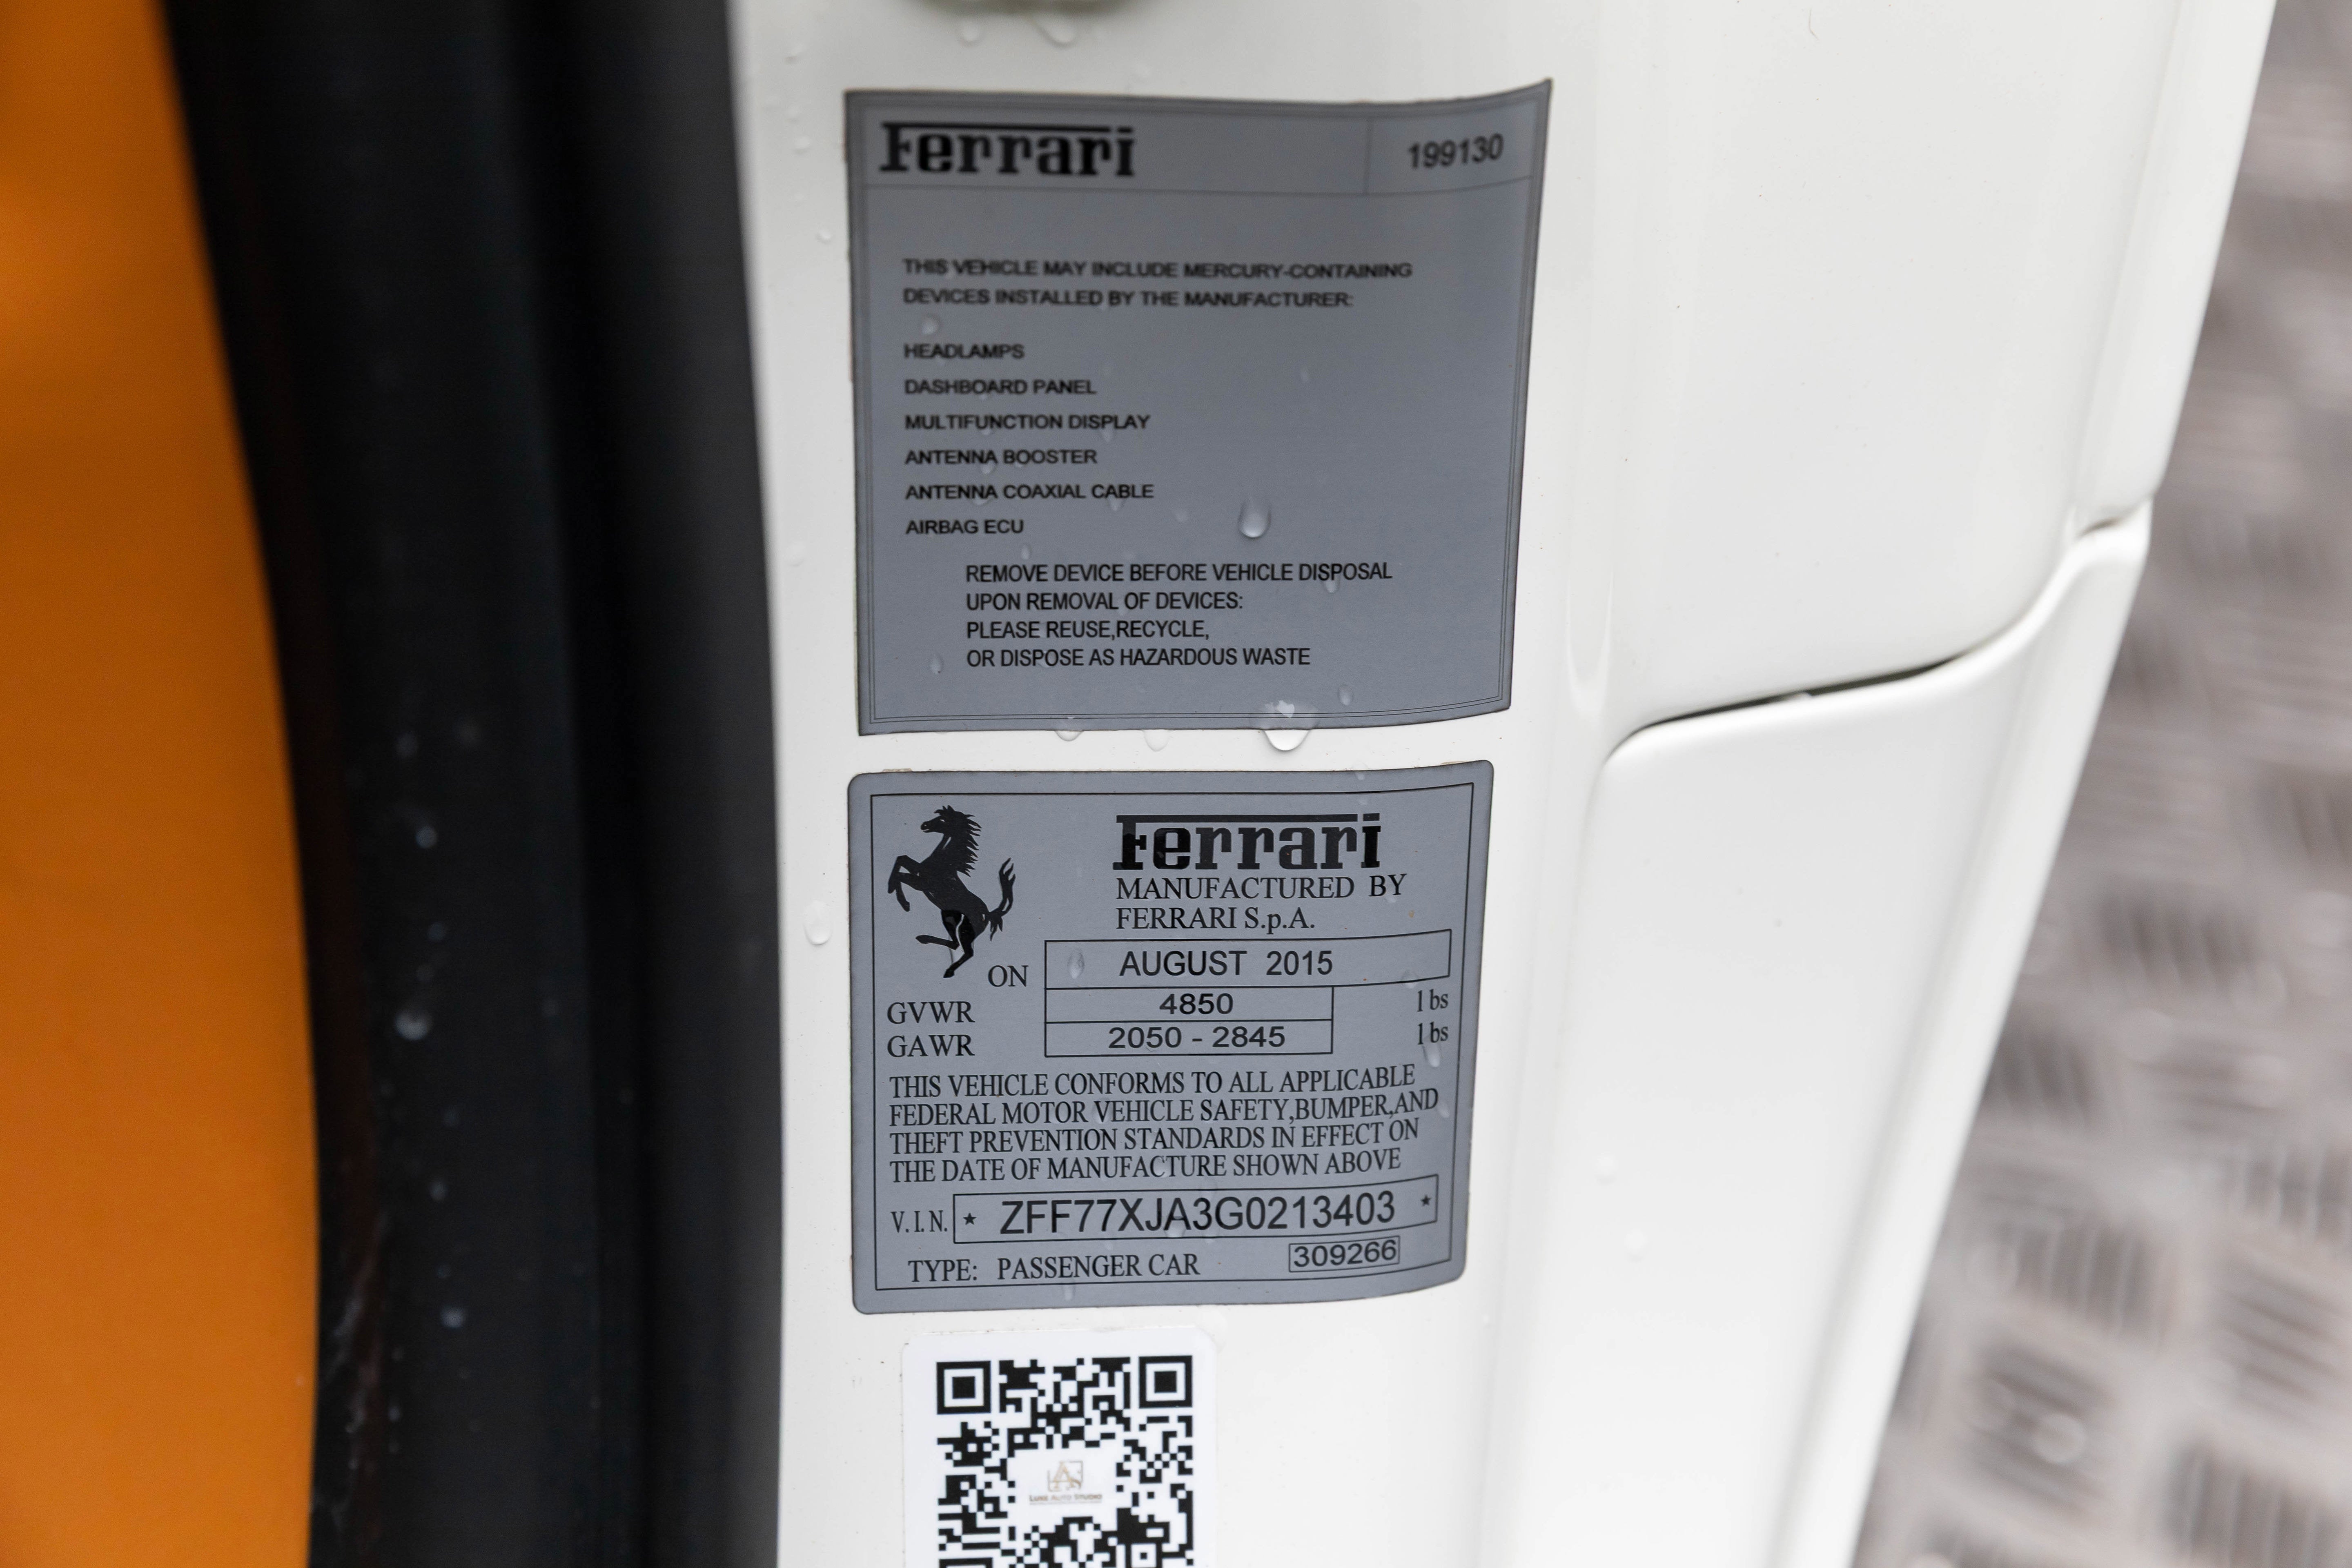 Ferrari 199130
THIS VEHICLE MAY INCLUDE MERCURY-CONTAINING
DEVICES INSTALLED BY THE MANUFACTURER:
HEADLAMPS
DASHBOARD PANEL
MULTIFUNCTION DISPLAY
ANTENNA BOOSTER
ANTENNA COAXIAL CABLE
AIRBAG ECU
REMOVE DEVICE BEFORE VEHICLE DISPOSAL
UPON REMOVAL OF DEVICES:
PLEASE REUSE,RECYCLE,
OR DISPOSE AS HAZARDOUS WASTE
Ferrari
MANUFACTURED BY
FERRARI S.p.A.
ON AUGUST 2015
GVWR 4850 lbs
GAWR 2050 - 2845 lbs
THIS VEHICLE CONFORMS TO ALL APPLICABLE
FEDERAL MOTOR VEHICLE SAFETY,BUMPER,AND
THEFT PREVENTION STANDARDS IN EFFECT ON
THE DATE OF MANUFACTURE SHOWN ABOVE
V.I.N. * ZFF77XJA3G0213403 *
TYPE: PASSENGER CAR 309266
LUXE AUTO STUDIO